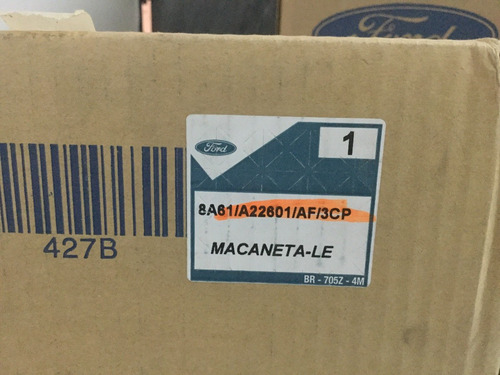 Ford
Ford
1
8A61/A22601/AF/3CP
427B
MACANETA-LE
BR - 705Z - 4M